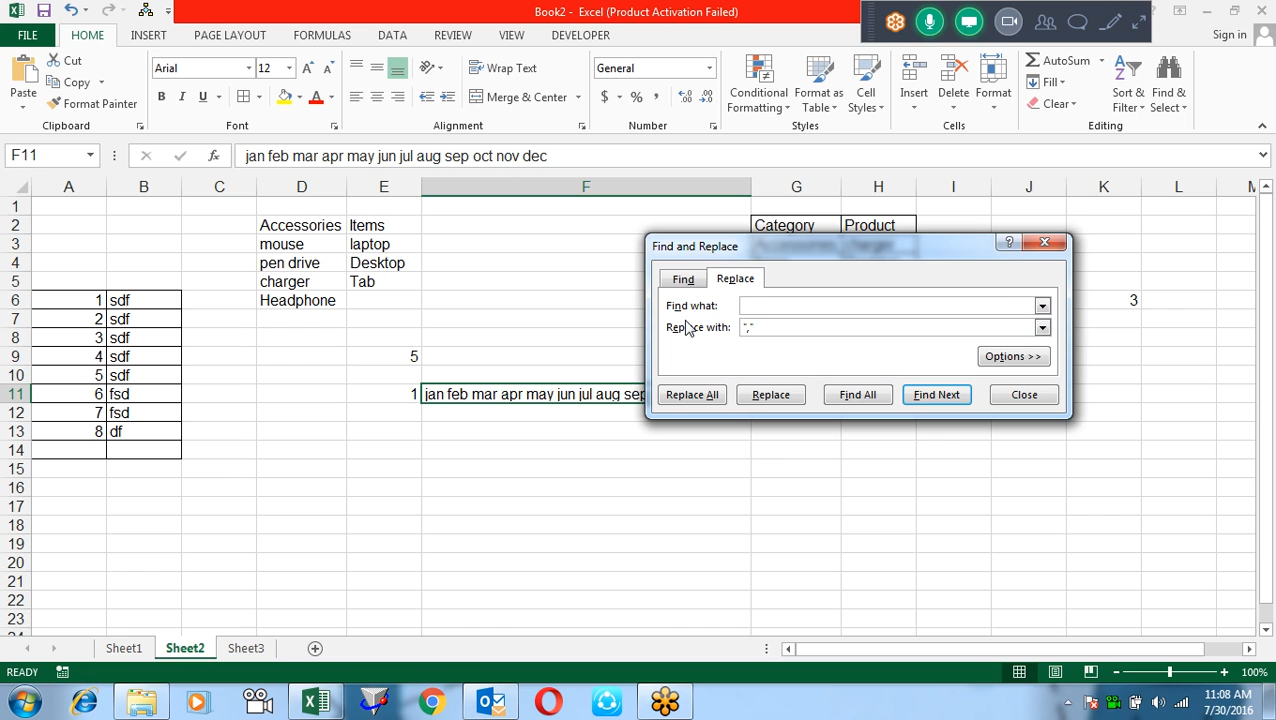 Book2 - Excel (Product Activation Failed)
FILE HOME INSERT PAGE LAYOUT FORMULAS DATA REVIEW VIEW DEVELOPER Sign in
Cut
Copy
Format Painter
Paste
Clipboard
Arial 12
B I U
Font
Wrap Text
Merge & Center
Alignment
General
$ % ,
Number
Conditional Formatting
Format as Table
Cell Styles
Styles
Insert Delete Format
Cells
AutoSum
Fill
Clear
Sort & Filter
Find & Select
Editing
F11 fx jan feb mar apr may jun jul aug sep oct nov dec
A B C D E F G H I J K L M
1
2 Accessories Items Category Product
3 mouse laptop
4 pen drive Desktop
5 charger Tab
6 1 sdf Headphone 3
7 2 sdf
8 3 sdf
9 4 sdf 5
10 5 sdf
11 6 fsd 1 jan feb mar apr may jun jul aug sep
12 7 fsd
13 8 df
14
15
16
17
18
19
20
21
22
23
Find and Replace
Find Replace
Find what:
Replace with: ","
Options >>
Replace All Replace Find All Find Next Close
Sheet1 Sheet2 Sheet3
READY 100%
11:08 AM
7/30/2016